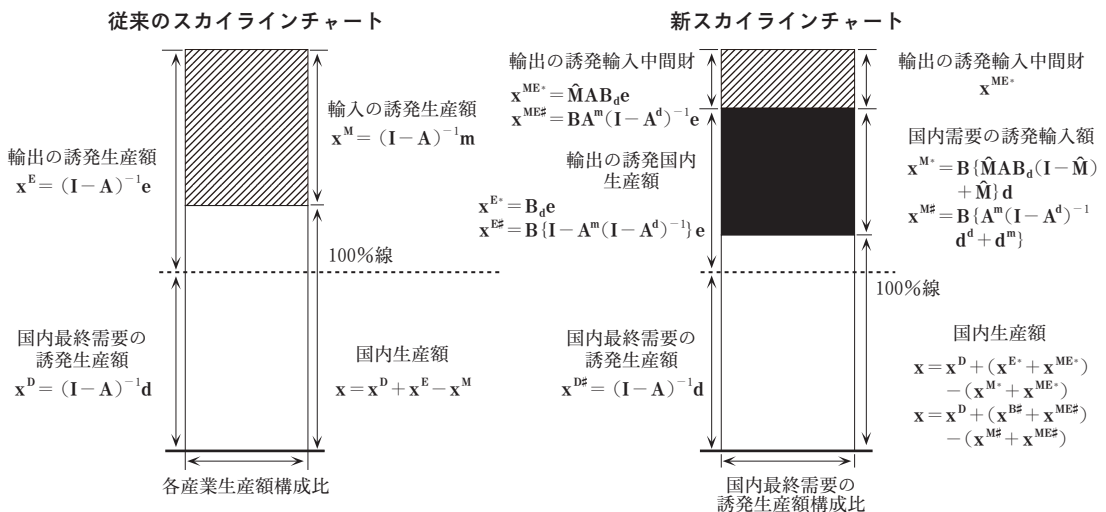 従来のスカイラインチャート
輸出の誘発生産額
x^E=(I−A)^−1 e
輸入の誘発生産額
x^M=(I−A)^−1 m
100%線
国内最終需要の
誘発生産額
x^D=(I−A)^−1 d
国内生産額
x=x^D+x^E−x^M
各産業生産額構成比
新スカイラインチャート
輸出の誘発輸入中間財
x^ME*=M̂AB_d e
x^ME♯=BA^m(I−A^d)^−1 e
輸出の誘発国内
生産額
x^E*=B_d e
x^E♯=B{I−A^m(I−A^d)^−1}e
輸出の誘発輸入中間財
x^ME*
国内需要の誘発輸入額
x^M*=B{M̂AB_d(I−M̂)
+M̂}d
x^M♯=B{A^m(I−A^d)^−1
d^d+d^m}
100%線
国内最終需要の
誘発生産額
x^D♯=(I−A)^−1 d
国内生産額
x=x^D+(x^E*+x^ME*)
−(x^M*+x^ME*)
x=x^D+(x^B♯+x^ME♯)
−(x^M♯+x^ME♯)
国内最終需要の
誘発生産額構成比